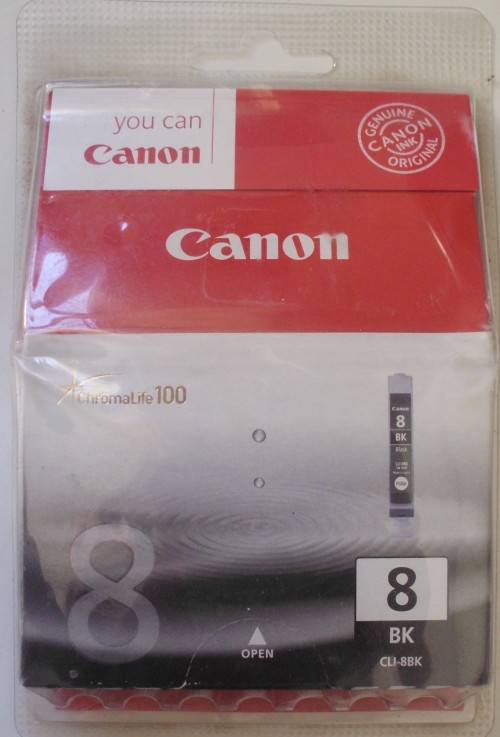 you can
Canon
GENUINE
CANON
INK
ORIGINAL
Canon
ChromaLife100
Canon
8
BK
Black
8
8
BK
CLI-8BK
OPEN